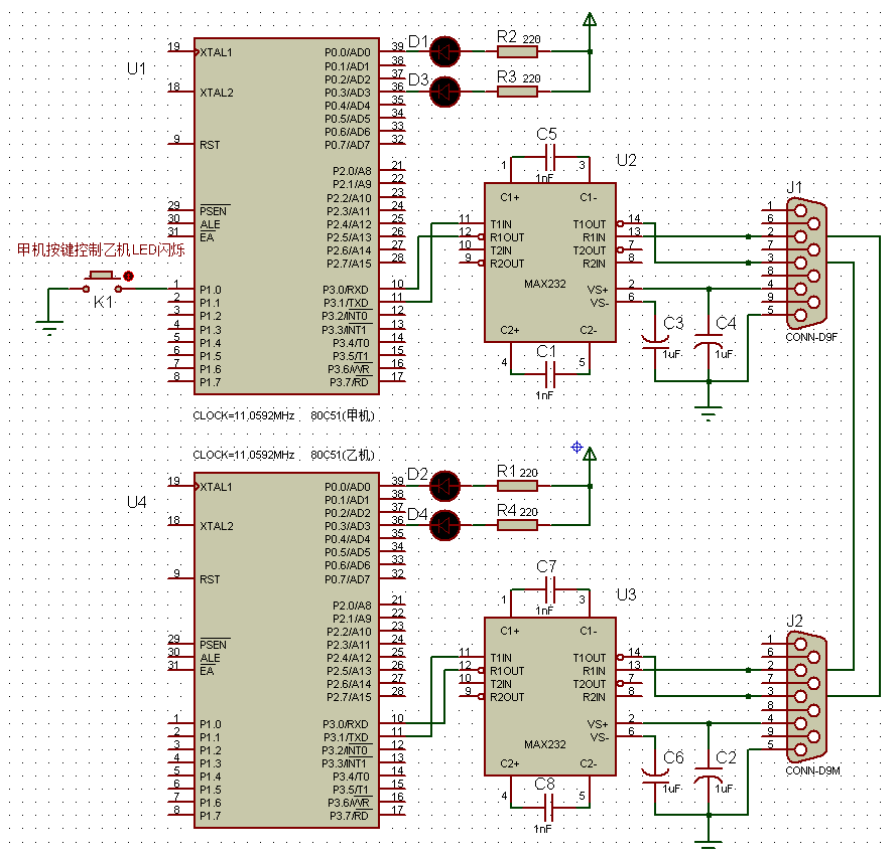 U1
19 XTAL1
18 XTAL2
9 RST
29 PSEN
30 ALE
31 EA
甲机按键控制乙机LED闪烁
K1
1 P1.0
2 P1.1
3 P1.2
4 P1.3
5 P1.4
6 P1.5
7 P1.6
8 P1.7
P0.0/AD0 39
P0.1/AD1 38
P0.2/AD2 37
P0.3/AD3 36
P0.4/AD4 35
P0.5/AD5 34
P0.6/AD6 33
P0.7/AD7 32
P2.0/A8 21
P2.1/A9 22
P2.2/A10 23
P2.3/A11 24
P2.4/A12 25
P2.5/A13 26
P2.6/A14 27
P2.7/A15 28
P3.0/RXD 10
P3.1/TXD 11
P3.2/INT0 12
P3.3/INT1 13
P3.4/T0 14
P3.5/T1 15
P3.6/WR 16
P3.7/RD 17
CLOCK=11.0592MHz 80C51(甲机)
D1
R2 220
D3
R3 220
C5
1nF
U2
1
3
C1+ C1-
11 T1IN
12 R1OUT
10 T2IN
9 R2OUT
T1OUT 14
R1IN 13
T2OUT 7
R2IN 8
MAX232
VS+ 2
VS- 6
C2+ C2-
4
5
C1
1nF
C3
1uF
C4
1uF
J1
1
6
2
7
3
8
4
9
5
CONN-D9F
CLOCK=11.0592MHz 80C51(乙机)
U4
19 XTAL1
18 XTAL2
9 RST
29 PSEN
30 ALE
31 EA
1 P1.0
2 P1.1
3 P1.2
4 P1.3
5 P1.4
6 P1.5
7 P1.6
8 P1.7
P0.0/AD0 39
P0.1/AD1 38
P0.2/AD2 37
P0.3/AD3 36
P0.4/AD4 35
P0.5/AD5 34
P0.6/AD6 33
P0.7/AD7 32
P2.0/A8 21
P2.1/A9 22
P2.2/A10 23
P2.3/A11 24
P2.4/A12 25
P2.5/A13 26
P2.6/A14 27
P2.7/A15 28
P3.0/RXD 10
P3.1/TXD 11
P3.2/INT0 12
P3.3/INT1 13
P3.4/T0 14
P3.5/T1 15
P3.6/WR 16
P3.7/RD 17
D2
R1 220
D4
R4 220
C7
1nF
U3
1
3
C1+ C1-
11 T1IN
12 R1OUT
10 T2IN
9 R2OUT
T1OUT 14
R1IN 13
T2OUT 7
R2IN 8
MAX232
VS+ 2
VS- 6
C2+ C2-
4
5
C8
1nF
C6
1uF
C2
1uF
J2
1
6
2
7
3
8
4
9
5
CONN-D9M